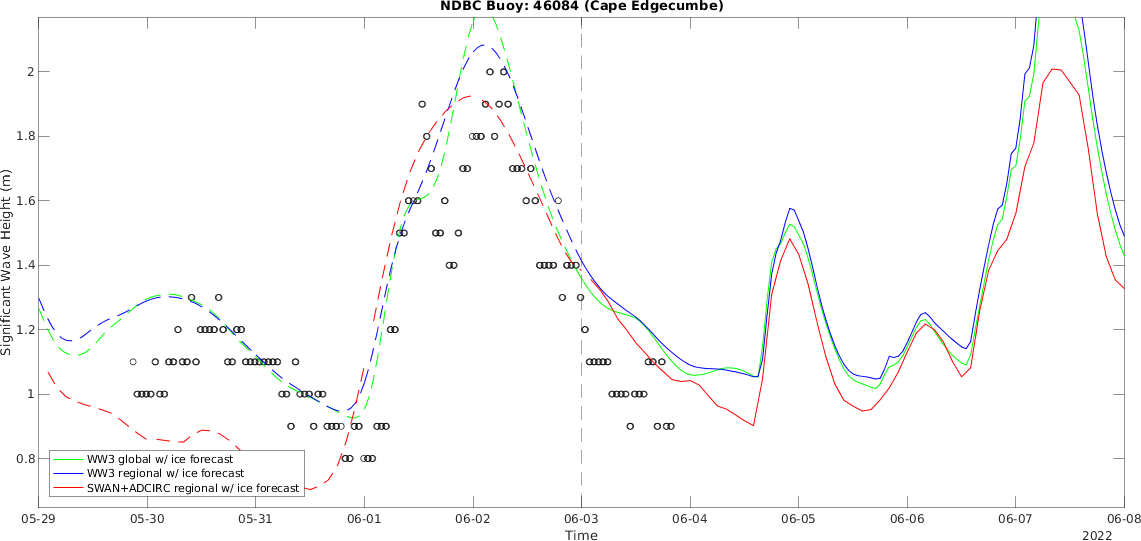 NDBC Buoy: 46084 (Cape Edgecumbe)
Significant Wave Height (m)
2
1.8
1.6
1.4
1.2
1
0.8
WW3 global w/ ice forecast
WW3 regional w/ ice forecast
SWAN+ADCIRC regional w/ ice forecast
05-29 05-30 05-31 06-01 06-02 06-03 06-04 06-05 06-06 06-07 06-08
Time
2022